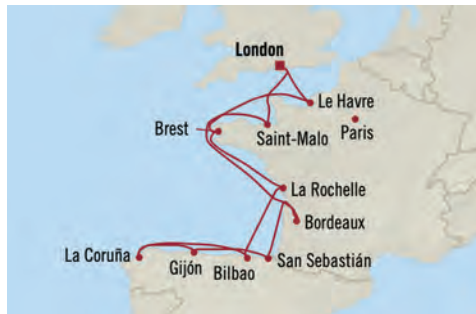 London
Le Havre
Brest
Saint-Malo
Paris
La Rochelle
Bordeaux
La Coruña
Gijón
Bilbao
San Sebastián